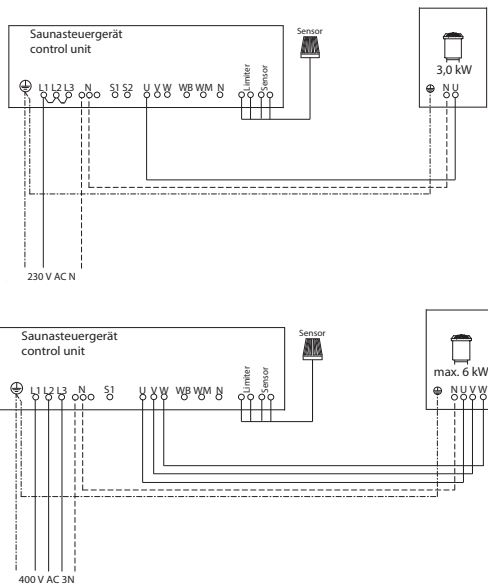 Saunasteuergerät
control unit
Sensor
3,0 kW
L1 L2 L3 N S1 S2 U V W WB WM N Limiter Sensor
N U
230 V AC N
Saunasteuergerät
control unit
Sensor
max. 6 kW
L1 L2 L3 N S1 U V W WB WM N Limiter Sensor
N U V W
400 V AC 3N